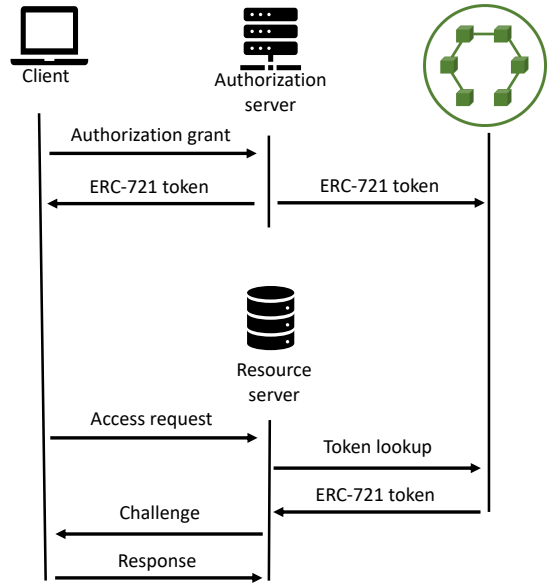 Client
Authorization
server
Authorization grant
ERC-721 token
ERC-721 token
Resource
server
Access request
Token lookup
ERC-721 token
Challenge
Response